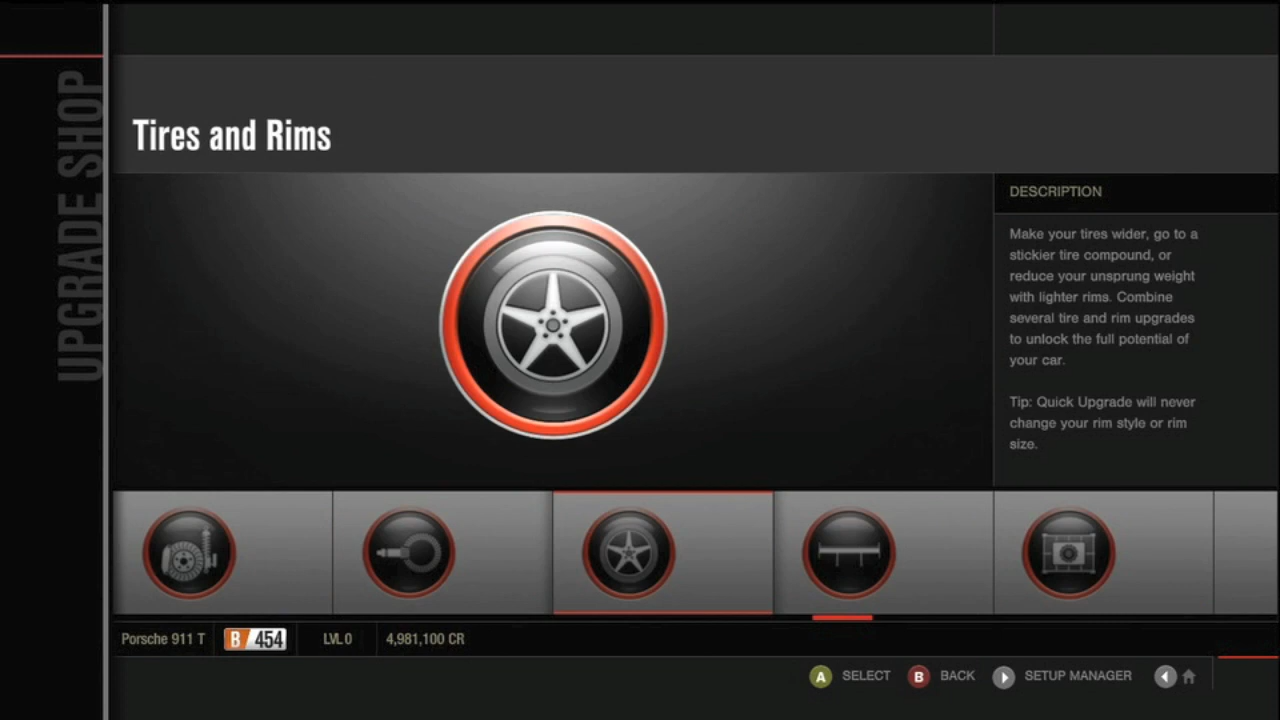 UPGRADE SHOP
Tires and Rims
DESCRIPTION
Make your tires wider, go to a
stickier tire compound, or
reduce your unsprung weight
with lighter rims. Combine
several tire and rim upgrades
to unlock the full potential of
your car.
Tip: Quick Upgrade will never
change your rim style or rim
size.
Porsche 911 T B 454 LVL 0 4,981,100 CR
A SELECT B BACK SETUP MANAGER